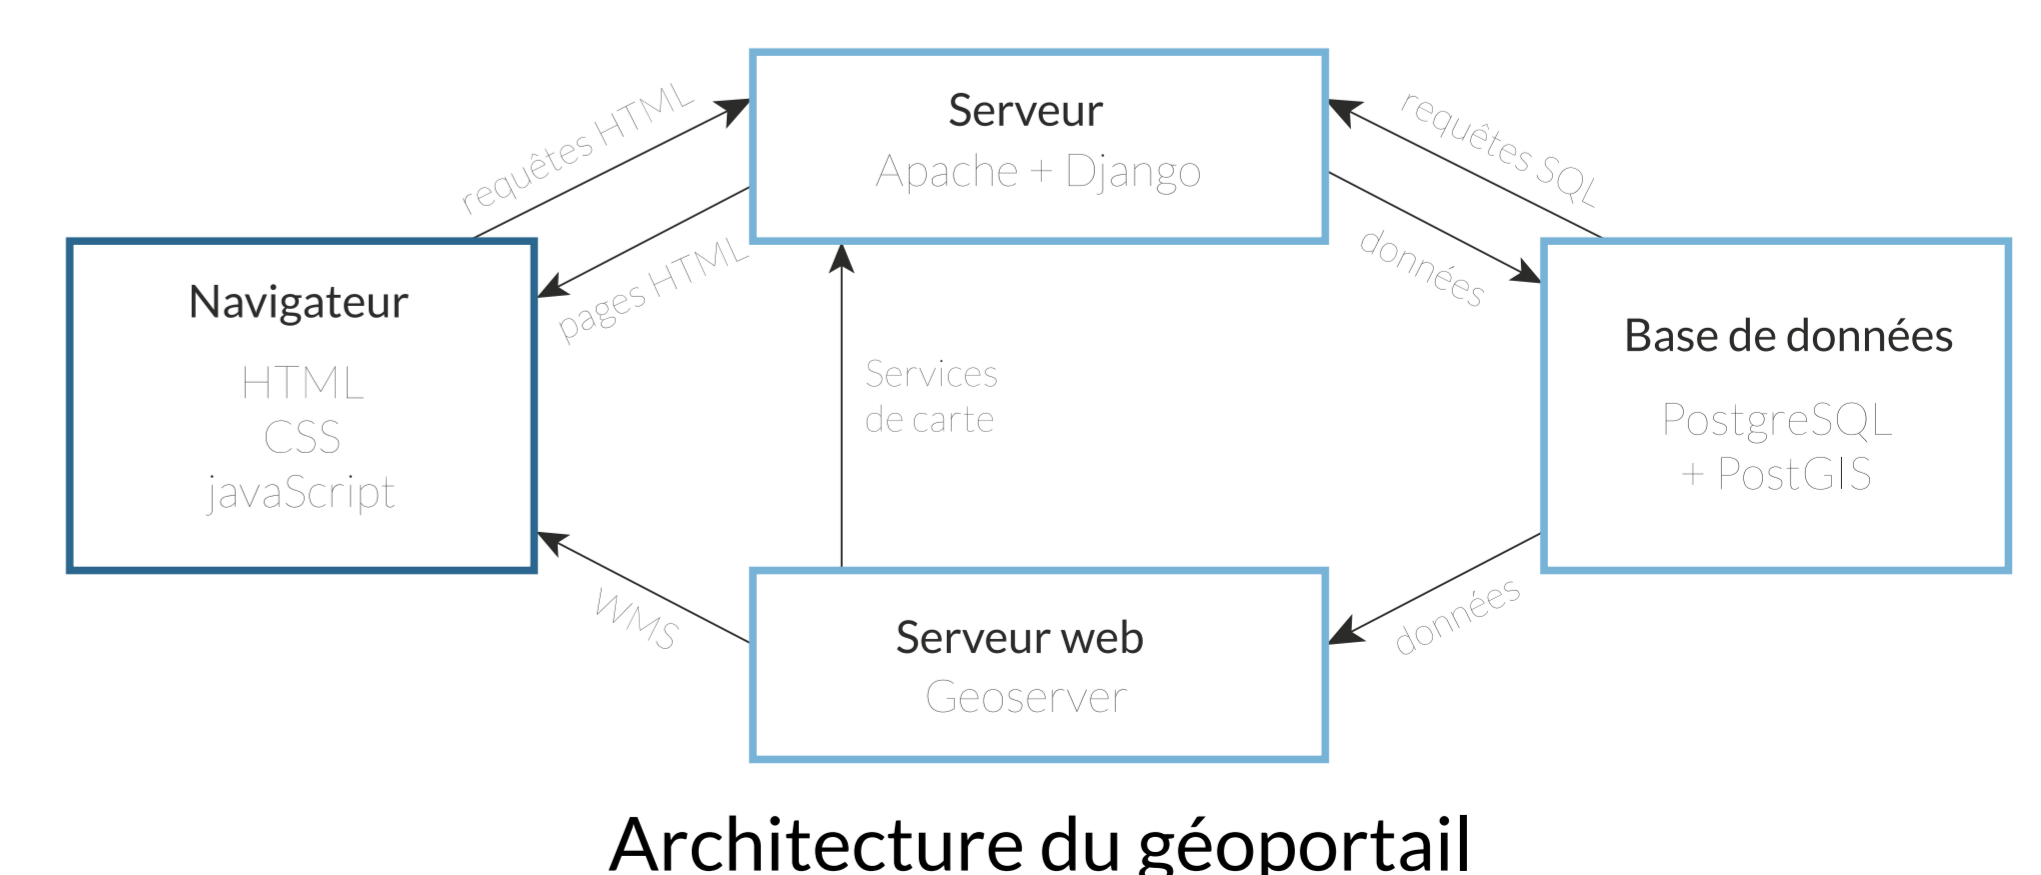 requêtes HTML
Serveur
Apache + Django
requêtes SQL
pages HTML
données
Navigateur
HTML
CSS
javaScript
Services
de carte
Base de données
PostgreSQL
+ PostGIS
WMS
Serveur web
Geoserver
données
Architecture du géoportail